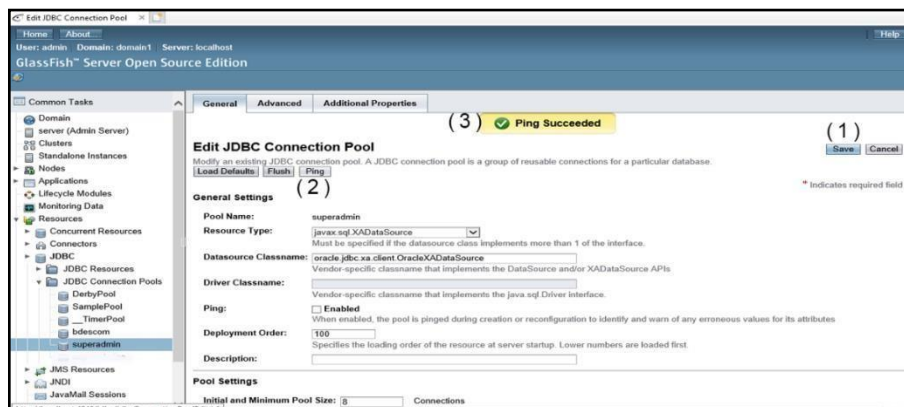 Edit JDBC Connection Pool
Home About...
Help
User: admin Domain: domain1 Server: localhost
GlassFish™ Server Open Source Edition
Common Tasks
Domain
server (Admin Server)
Clusters
Standalone Instances
Nodes
Applications
Lifecycle Modules
Monitoring Data
Resources
Concurrent Resources
Connectors
JDBC
JDBC Resources
JDBC Connection Pools
DerbyPool
SamplePool
__TimerPool
bdescom
superadmin
JMS Resources
JNDI
JavaMail Sessions
General Advanced Additional Properties
(3) Ping Succeeded
(1)
Edit JDBC Connection Pool
Save Cancel
Modify an existing JDBC connection pool. A JDBC connection pool is a group of reusable connections for a particular database.
Load Defaults Flush Ping
(2)
* Indicates required field
General Settings
Pool Name: superadmin
Resource Type: javax.sql.XADataSource
Must be specified if the datasource class implements more than 1 of the interface.
Datasource Classname: oracle.jdbc.xa.client.OracleXADataSource
Vendor-specific classname that implements the DataSource and/or XADataSource APIs
Driver Classname:
Vendor-specific classname that implements the java.sql.Driver interface.
Ping: Enabled
When enabled, the pool is pinged during creation or reconfiguration to identify and warn of any erroneous values for its attributes
Deployment Order: 100
Specifies the loading order of the resource at server startup. Lower numbers are loaded first.
Description:
Pool Settings
Initial and Minimum Pool Size: 8 Connections